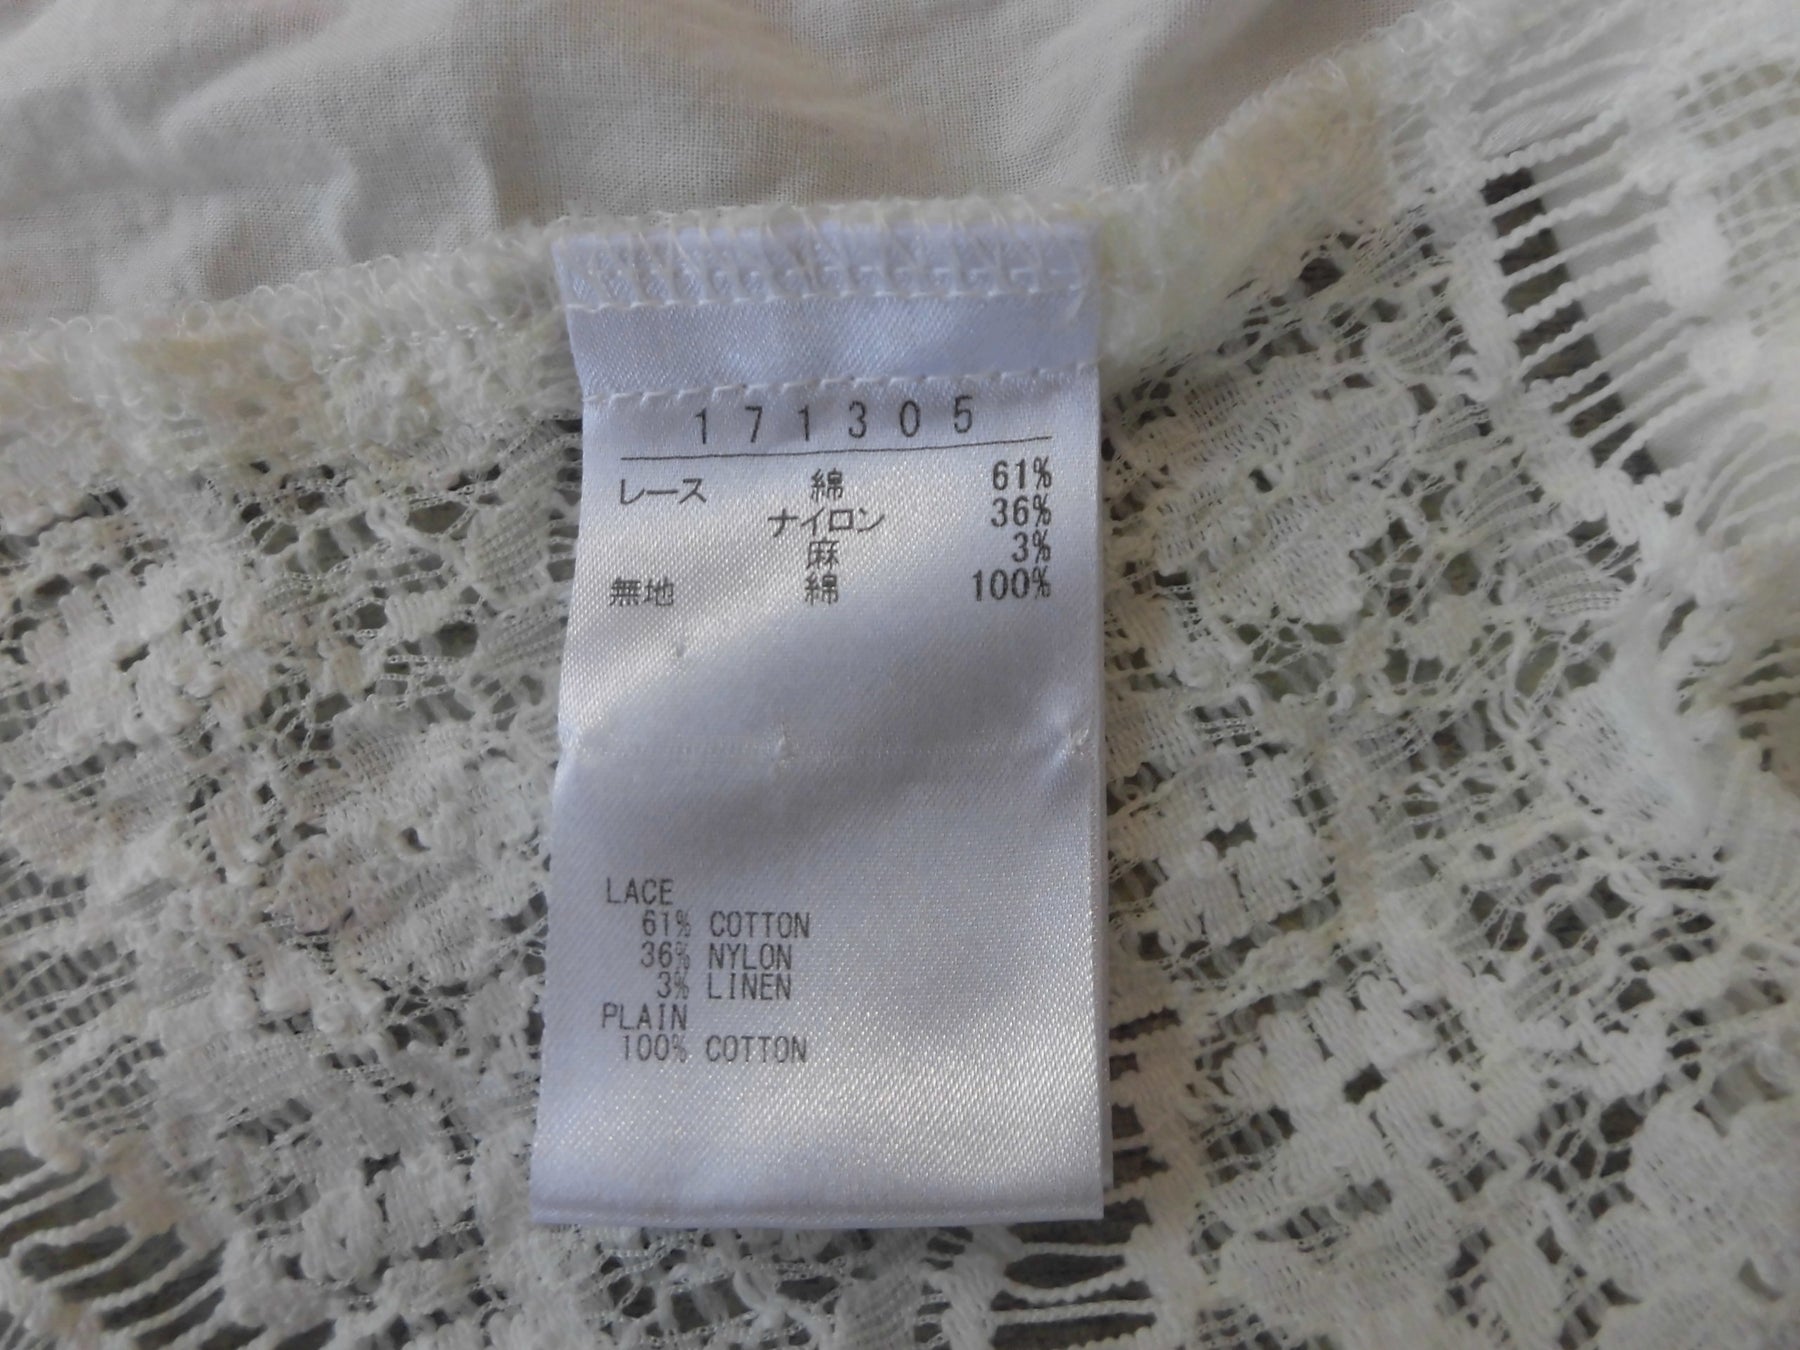 171305
レース 綿 61%
ナイロン 36%
麻 3%
無地 綿 100%
LACE
61% COTTON
36% NYLON
3% LINEN
PLAIN
100% COTTON